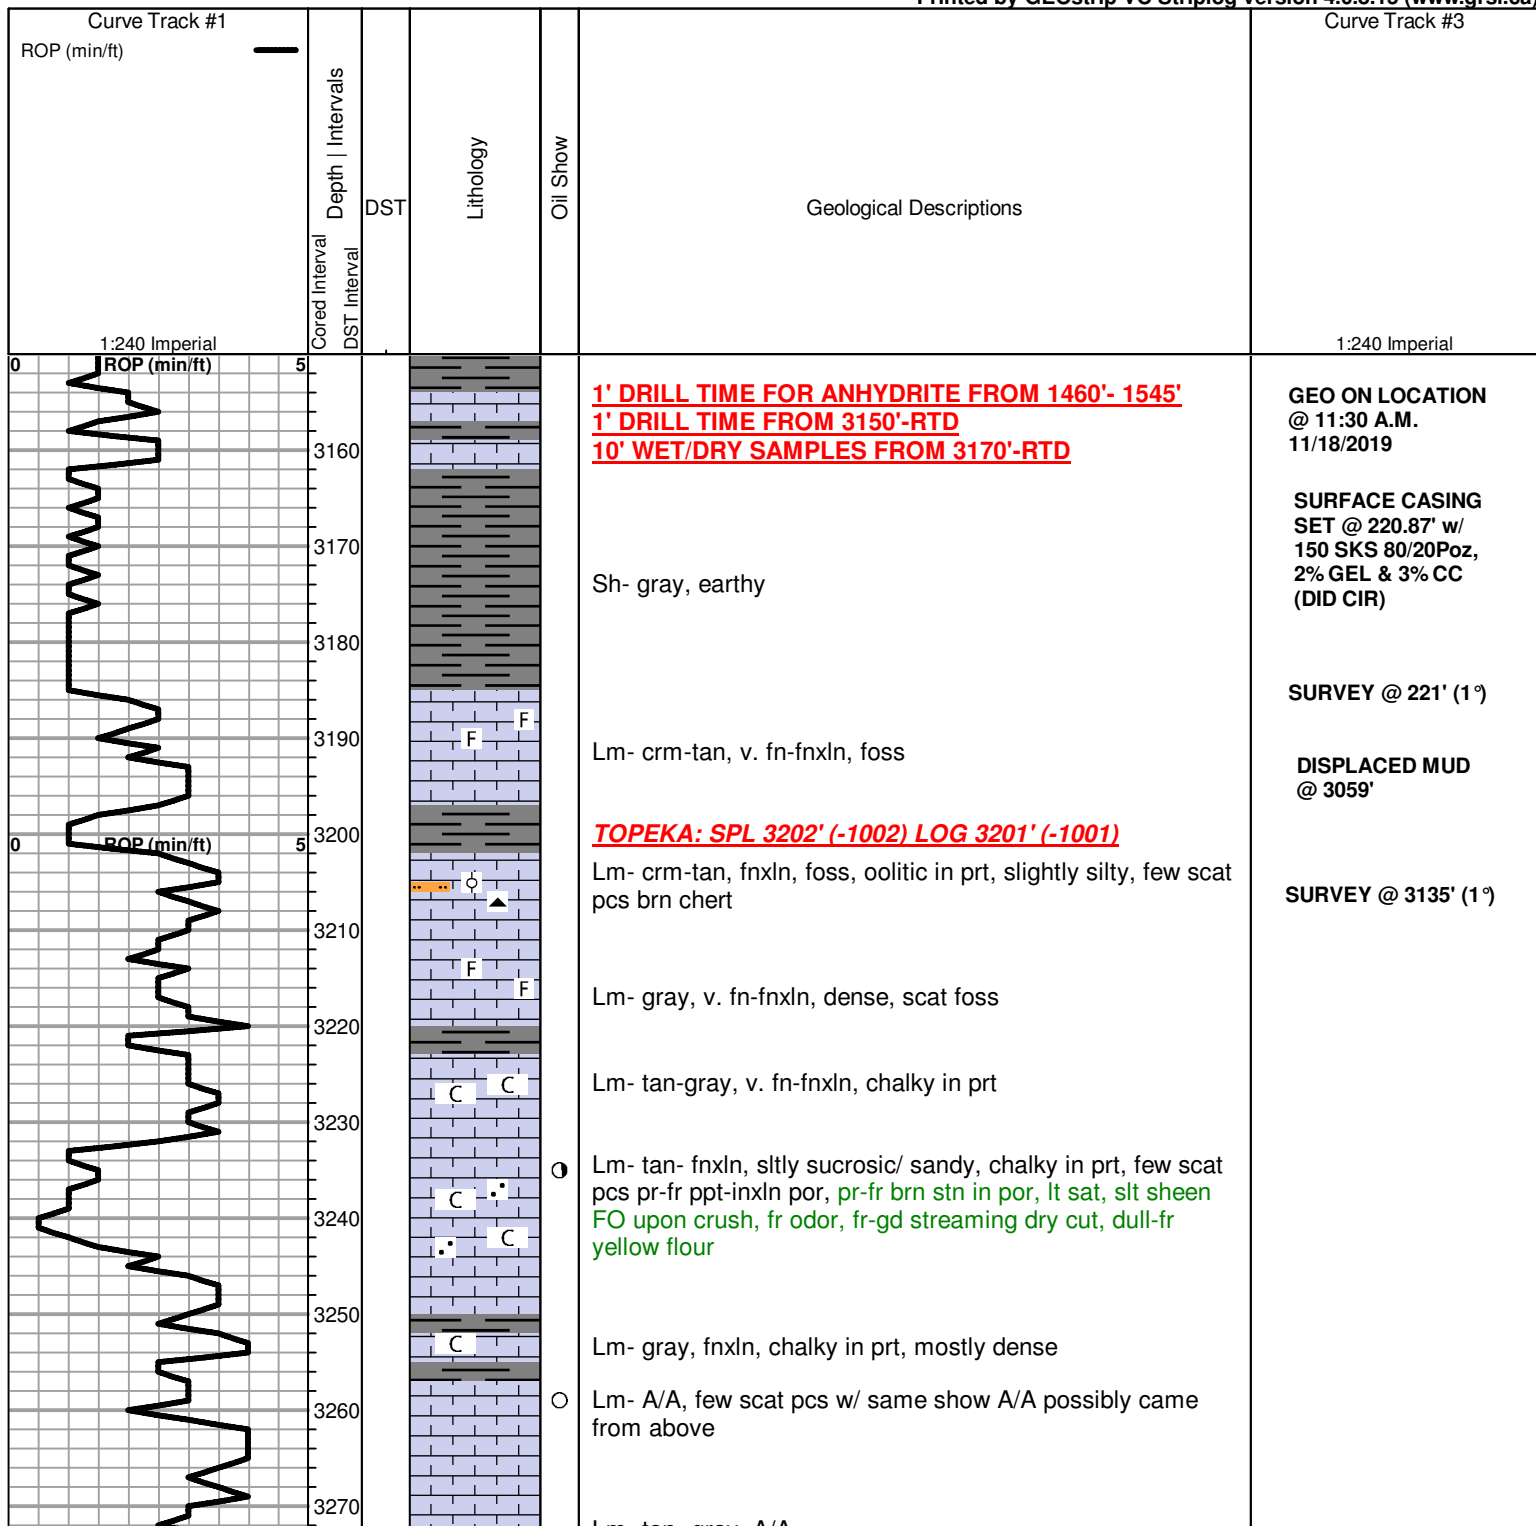 Curve Track #1
ROP (min/ft)
1:240 Imperial
Depth | Intervals
Cored Interval
DST Interval
DST
Lithology
Oil Show
Geological Descriptions
Curve Track #3
1:240 Imperial
0 ROP (min/ft) 5
1' DRILL TIME FOR ANHYDRITE FROM 1460'- 1545'
1' DRILL TIME FROM 3150'-RTD
10' WET/DRY SAMPLES FROM 3170'-RTD
GEO ON LOCATION
@ 11:30 A.M.
11/18/2019
3160
SURFACE CASING
SET @ 220.87' w/
150 SKS 80/20Poz,
2% GEL & 3% CC
(DID CIR)
3170
Sh- gray, earthy
3180
SURVEY @ 221' (1°)
F
F
3190
Lm- crm-tan, v. fn-fnxln, foss
DISPLACED MUD
@ 3059'
3200
TOPEKA: SPL 3202' (-1002) LOG 3201' (-1001)
0 ROP (min/ft) 5
Lm- crm-tan, fnxln, foss, oolitic in prt, slightly silty, few scat
pcs brn chert
SURVEY @ 3135' (1°)
3210
F
F
Lm- gray, v. fn-fnxln, dense, scat foss
3220
Lm- tan-gray, v. fn-fnxln, chalky in prt
C
C
3230
Lm- tan- fnxln, sltly sucrosic/ sandy, chalky in prt, few scat
pcs pr-fr ppt-inxln por, pr-fr brn stn in por, lt sat, slt sheen
FO upon crush, fr odor, fr-gd streaming dry cut, dull-fr
yellow flour
C
C
3240
3250
C
Lm- gray, fnxln, chalky in prt, mostly dense
Lm- A/A, few scat pcs w/ same show A/A possibly came
from above
3260
3270